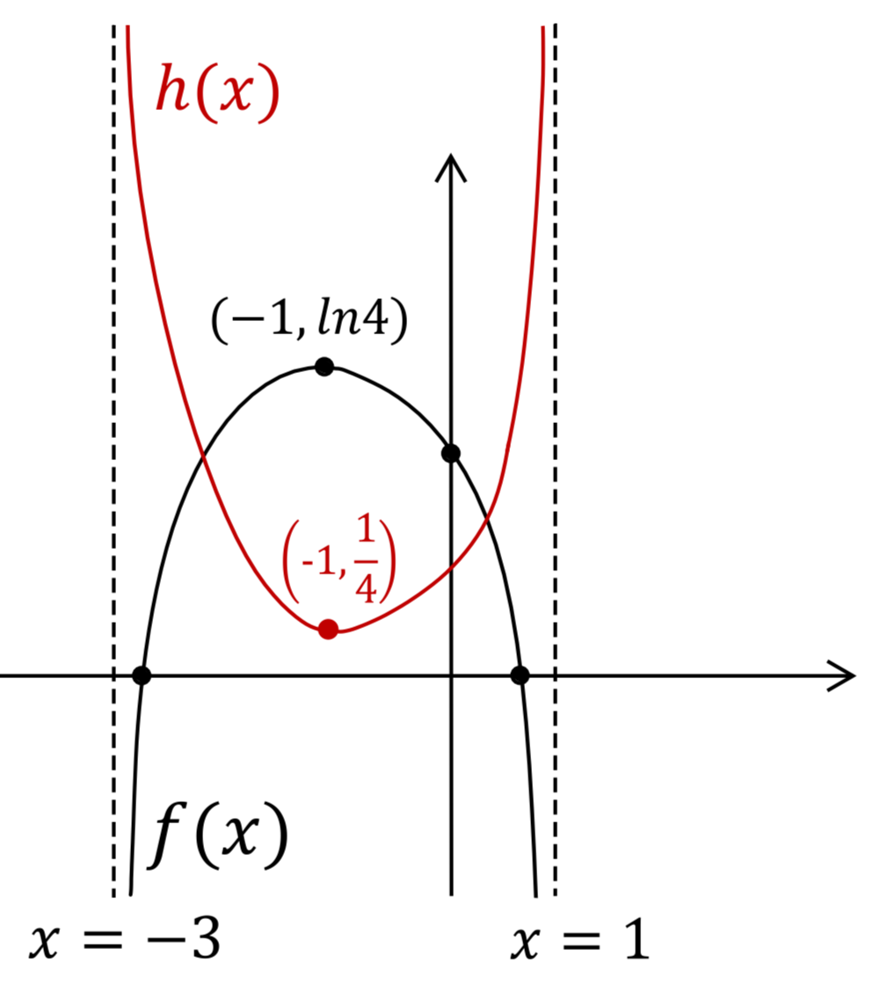 h(x)
(−1, ln4)
(-1, 1/4)
f(x)
x = −3
x = 1